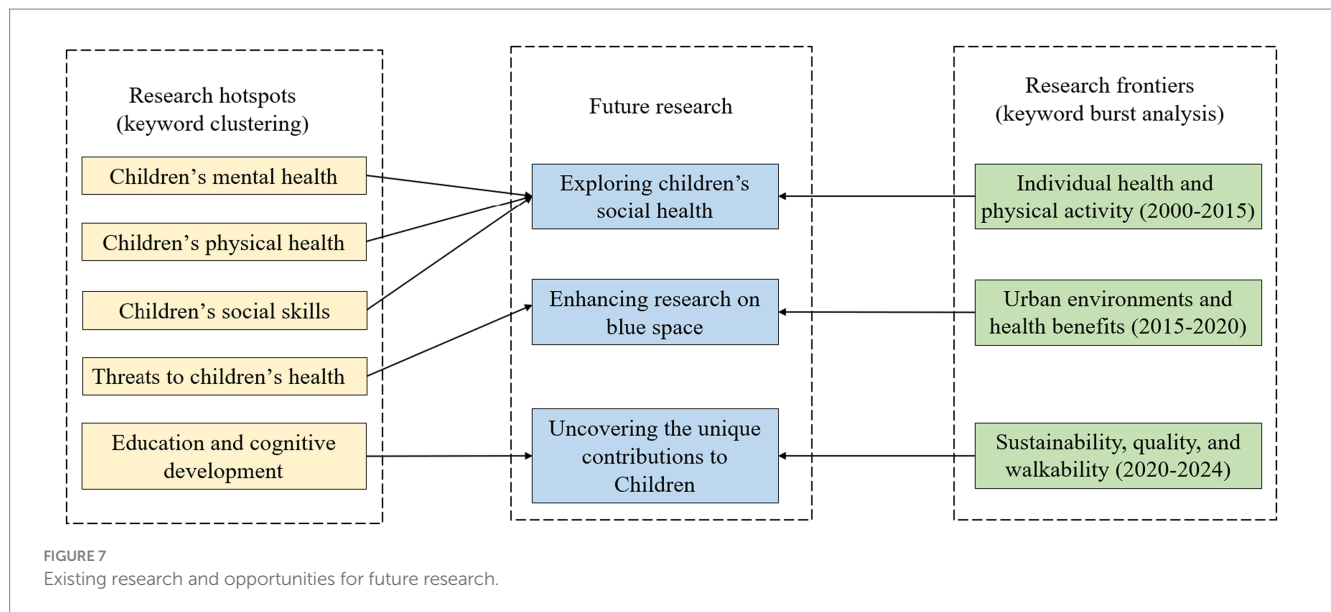 Research hotspots
(keyword clustering)
Children's mental health
Children's physical health
Children's social skills
Threats to children's health
Education and cognitive
development
Future research
Exploring children's
social health
Enhancing research on
blue space
Uncovering the unique
contributions to
Children
Research frontiers
(keyword burst analysis)
Individual health and
physical activity (2000-2015)
Urban environments and
health benefits (2015-2020)
Sustainability, quality, and
walkability (2020-2024)
FIGURE 7
Existing research and opportunities for future research.